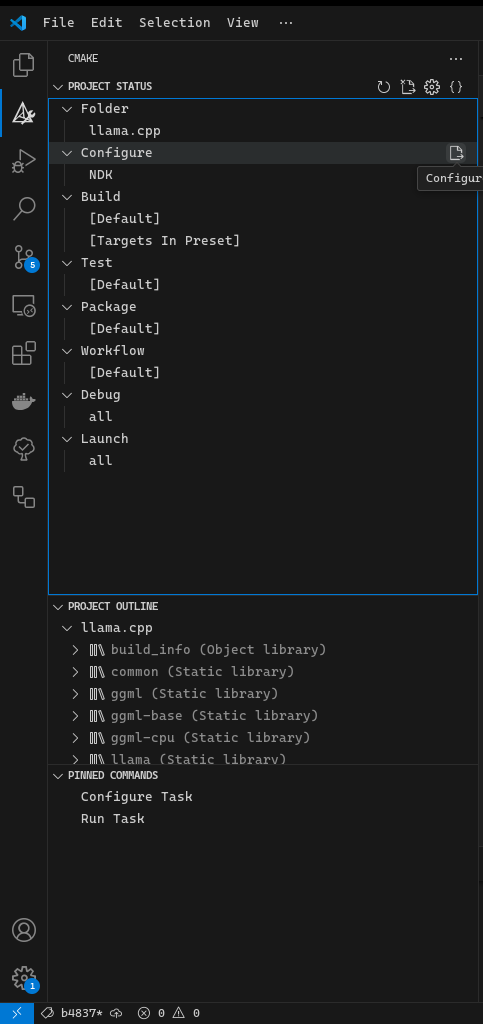 File Edit Selection View ···
CMAKE ···
PROJECT STATUS {}
Folder
llama.cpp
Configure
NDK
Configur
Build
[Default]
[Targets In Preset]
Test
[Default]
Package
[Default]
Workflow
[Default]
Debug
all
Launch
all
5
PROJECT OUTLINE
llama.cpp
build_info (Object library)
common (Static library)
ggml (Static library)
ggml-base (Static library)
ggml-cpu (Static library)
llama (Static library)
PINNED COMMANDS
Configure Task
Run Task
1
b4837* 0 0